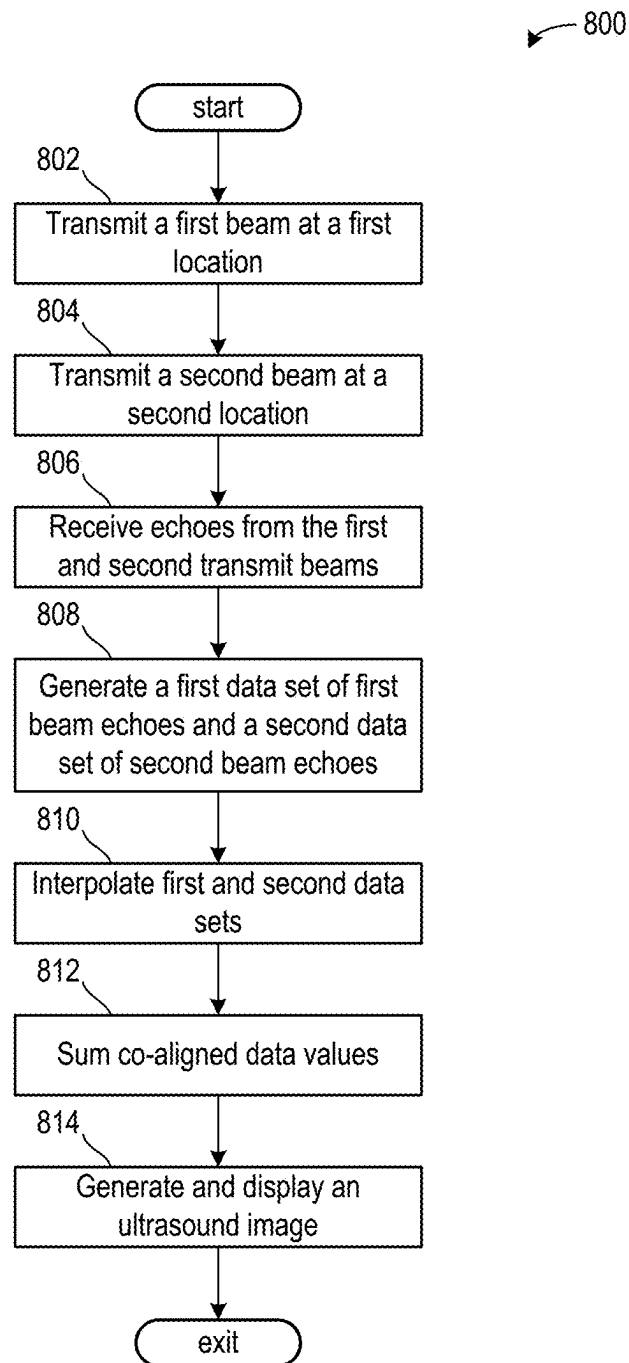 800
start
802
Transmit a first beam at a first
location
804
Transmit a second beam at a
second location
806
Receive echoes from the first
and second transmit beams
808
Generate a first data set of first
beam echoes and a second data
set of second beam echoes
810
Interpolate first and second data
sets
812
Sum co-aligned data values
814
Generate and display an
ultrasound image
exit